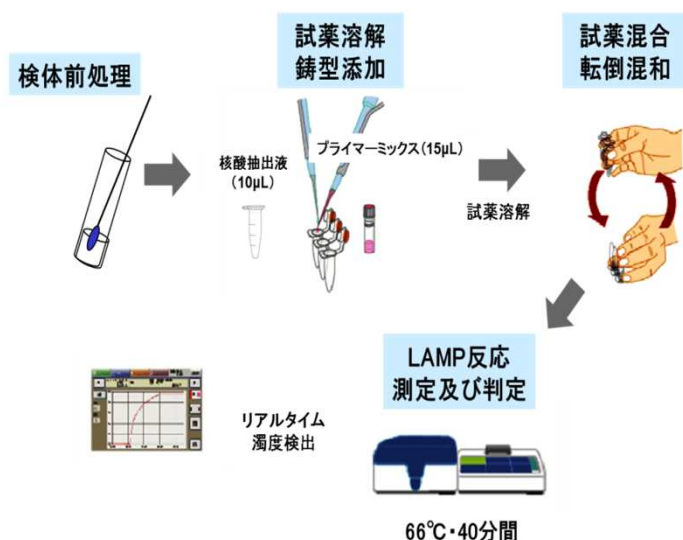 検体前処理
試薬溶解
鋳型添加
試薬混合
転倒混和
核酸抽出液
(10μL)
プライマーミックス(15μL)
試薬溶解
LAMP反応
測定及び判定
リアルタイム
濁度検出
66℃・40分間